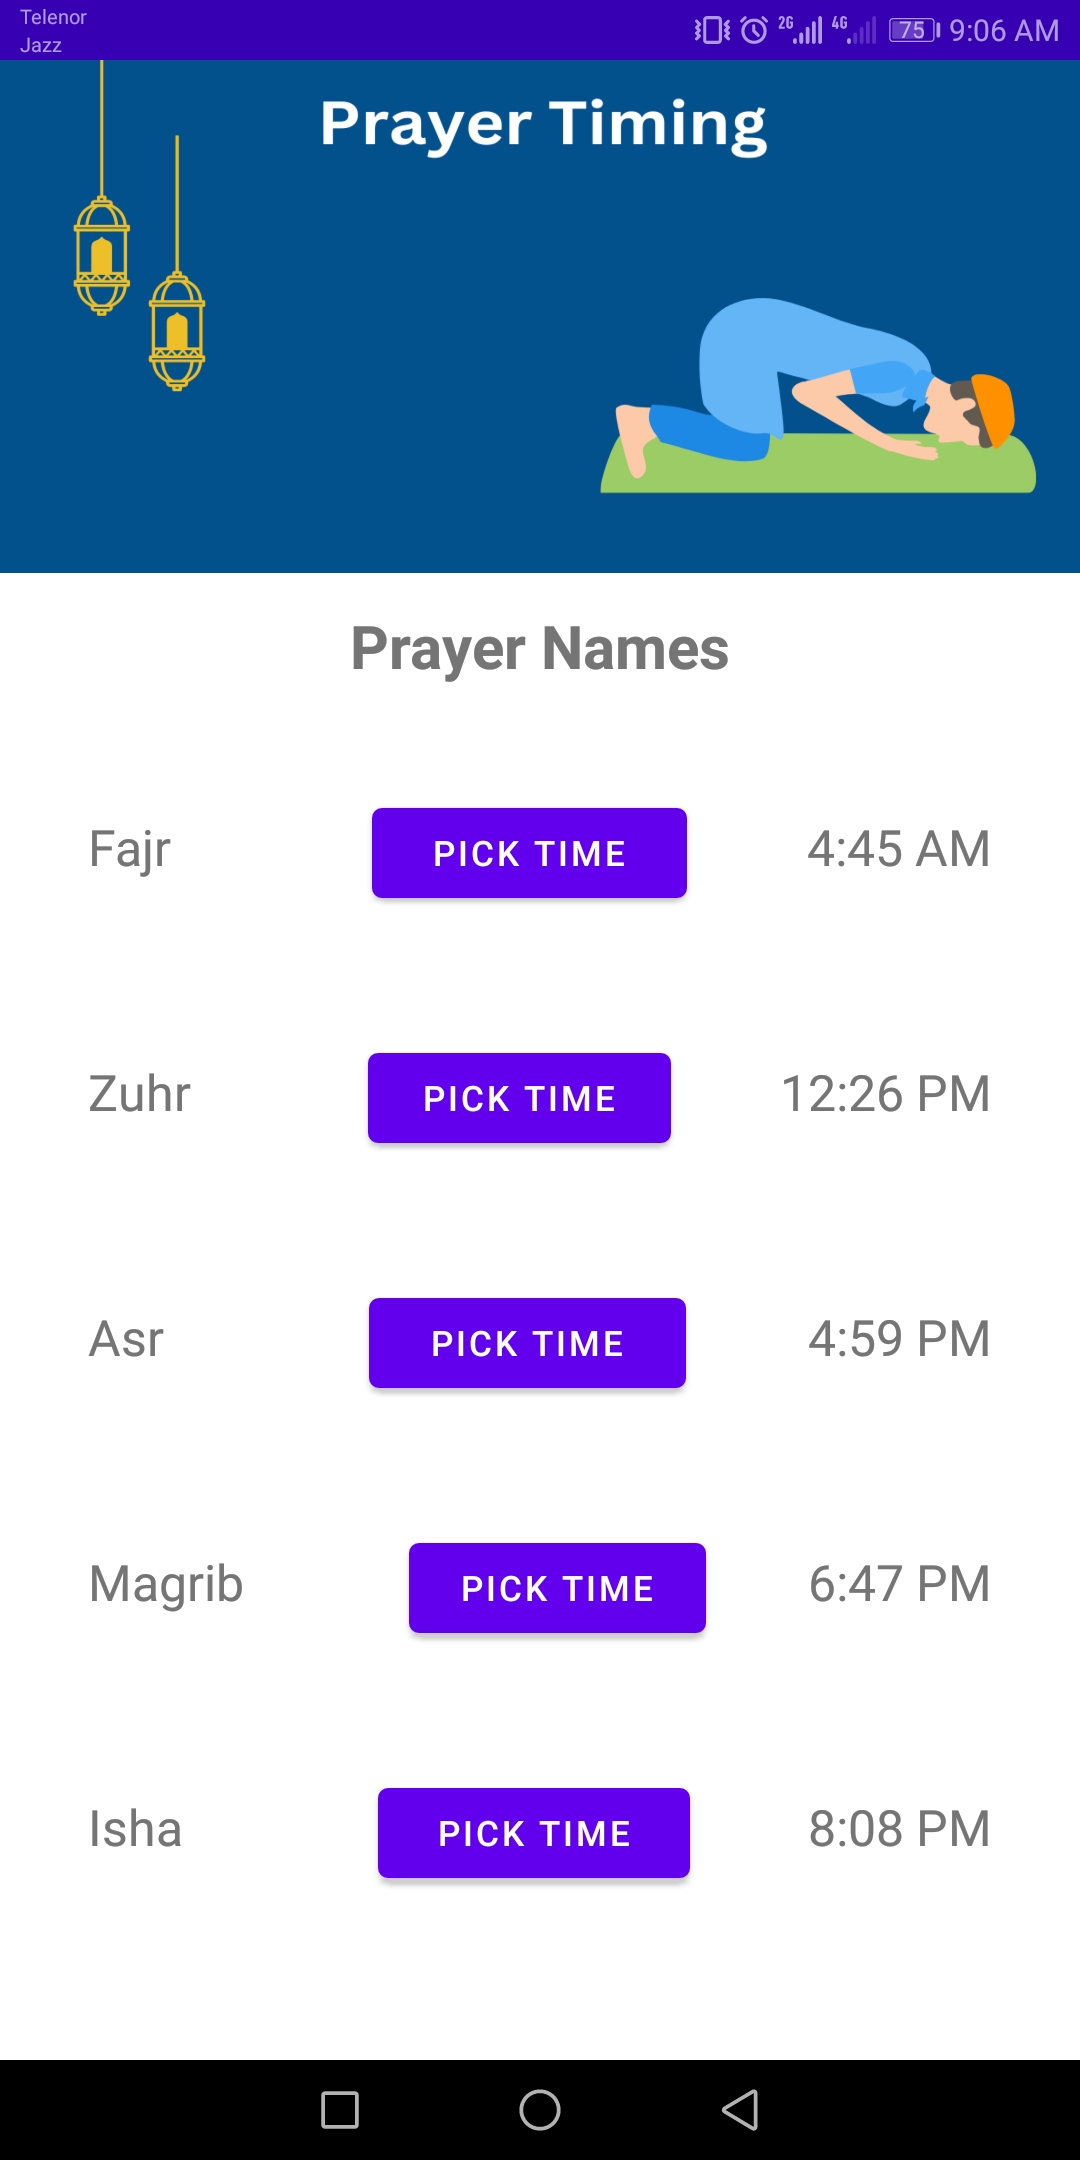 Telenor
Jazz
2G 4G 75 9:06 AM
Prayer Timing
Prayer Names
Fajr PICK TIME 4:45 AM
Zuhr PICK TIME 12:26 PM
Asr PICK TIME 4:59 PM
Magrib PICK TIME 6:47 PM
Isha PICK TIME 8:08 PM